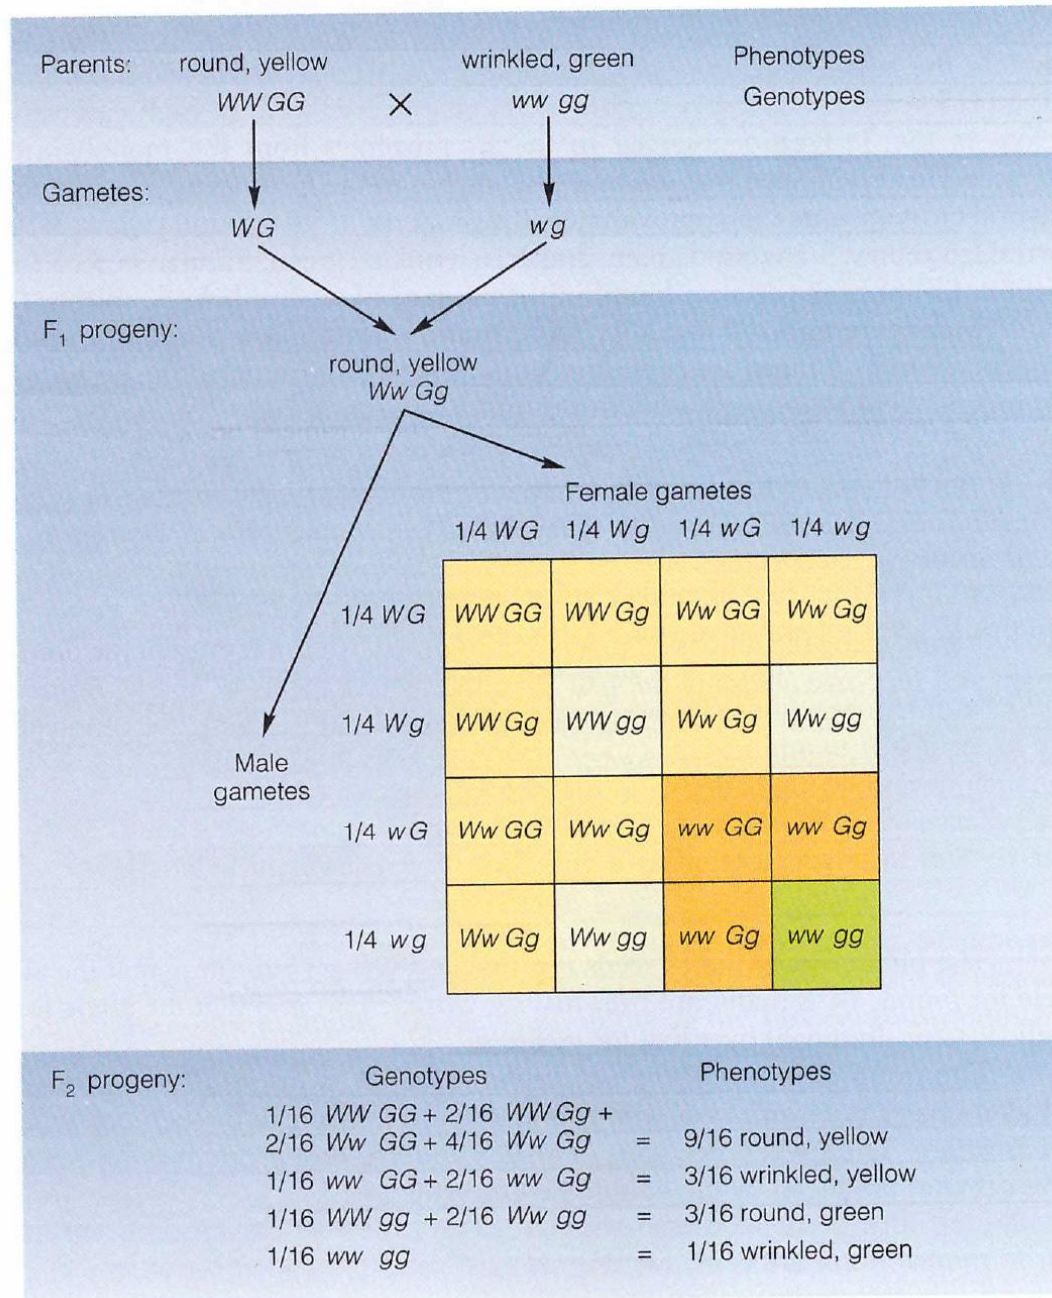 Parents: round, yellow wrinkled, green Phenotypes
WW GG × ww gg Genotypes
Gametes:
WG wg
F₁ progeny:
round, yellow
Ww Gg
Female gametes
1/4 WG 1/4 Wg 1/4 wG 1/4 wg
1/4 WG WW GG WW Gg Ww GG Ww Gg
1/4 Wg WW Gg WW gg Ww Gg Ww gg
Male
gametes
1/4 wG Ww GG Ww Gg ww GG ww Gg
1/4 wg Ww Gg Ww gg ww Gg ww gg
F₂ progeny: Genotypes Phenotypes
1/16 WW GG + 2/16 WW Gg +
2/16 Ww GG + 4/16 Ww Gg = 9/16 round, yellow
1/16 ww GG + 2/16 ww Gg = 3/16 wrinkled, yellow
1/16 WW gg + 2/16 Ww gg = 3/16 round, green
1/16 ww gg = 1/16 wrinkled, green